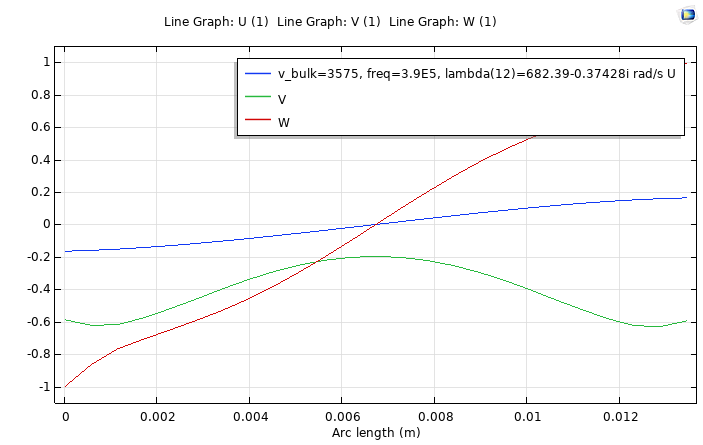 Line Graph: U (1) Line Graph: V (1) Line Graph: W (1)
v_bulk=3575, freq=3.9E5, lambda(12)=682.39-0.37428i rad/s U
V
W
1
0.8
0.6
0.4
0.2
0
-0.2
-0.4
-0.6
-0.8
-1
0 0.002 0.004 0.006 0.008 0.01 0.012
Arc length (m)